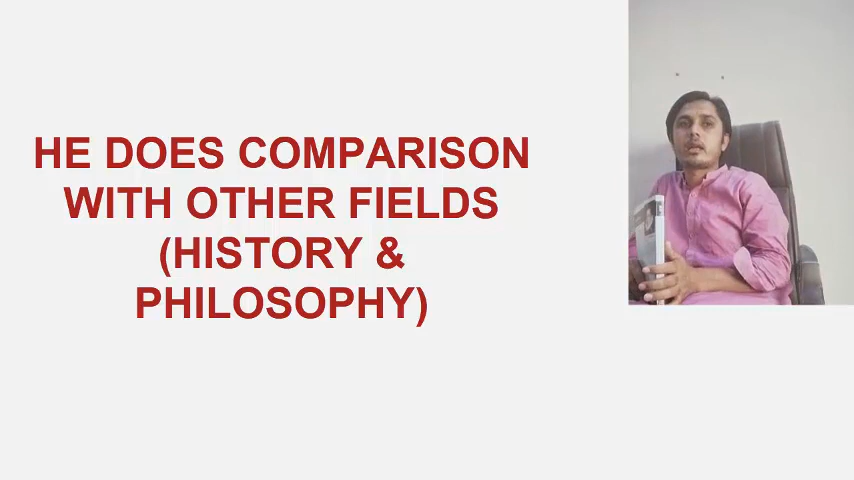 HE DOES COMPARISON
WITH OTHER FIELDS
(HISTORY &
PHILOSOPHY)